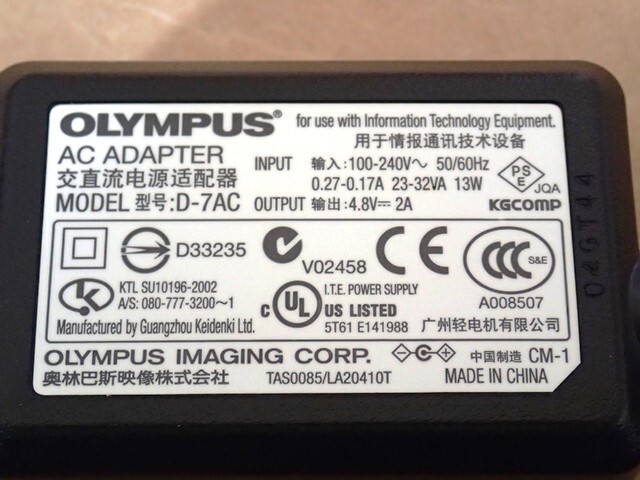 OLYMPUS® for use with Information Technology Equipment.
用于情报通讯技术设备
AC ADAPTER
交直流电源适配器
MODEL 型号:D-7AC
INPUT 输入:100-240V～ 50/60Hz
0.27-0.17A 23-32VA 13W
OUTPUT 输出:4.8V⎓2A
PS
E
JQA
KGCOMP
D33235
V02458
CE
CCC
S&E
A008507
KTL SU10196-2002
A/S: 080-777-3200~1
C UL US LISTED
I.T.E. POWER SUPPLY
5T61 E141988
Manufactured by Guangzhou Keidenki Ltd.
广州轻电机有限公司
OLYMPUS IMAGING CORP.
中国制造 CM-1
奥林巴斯映像株式会社
TAS0085/LA20410T
MADE IN CHINA
04GT44